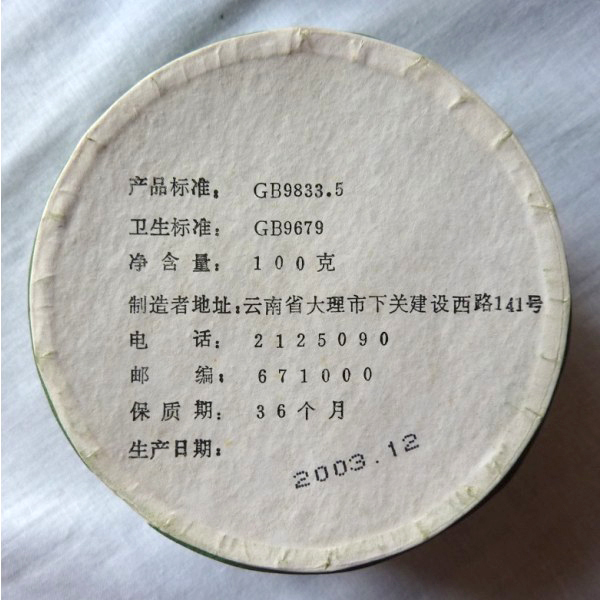 产品标准: GB9833.5
卫生标准: GB9679
净含量: 100克
制造者地址:云南省大理市下关建设西路141号
电 话: 2125090
邮 编: 671000
保质期: 36个月
生产日期: 2003.12